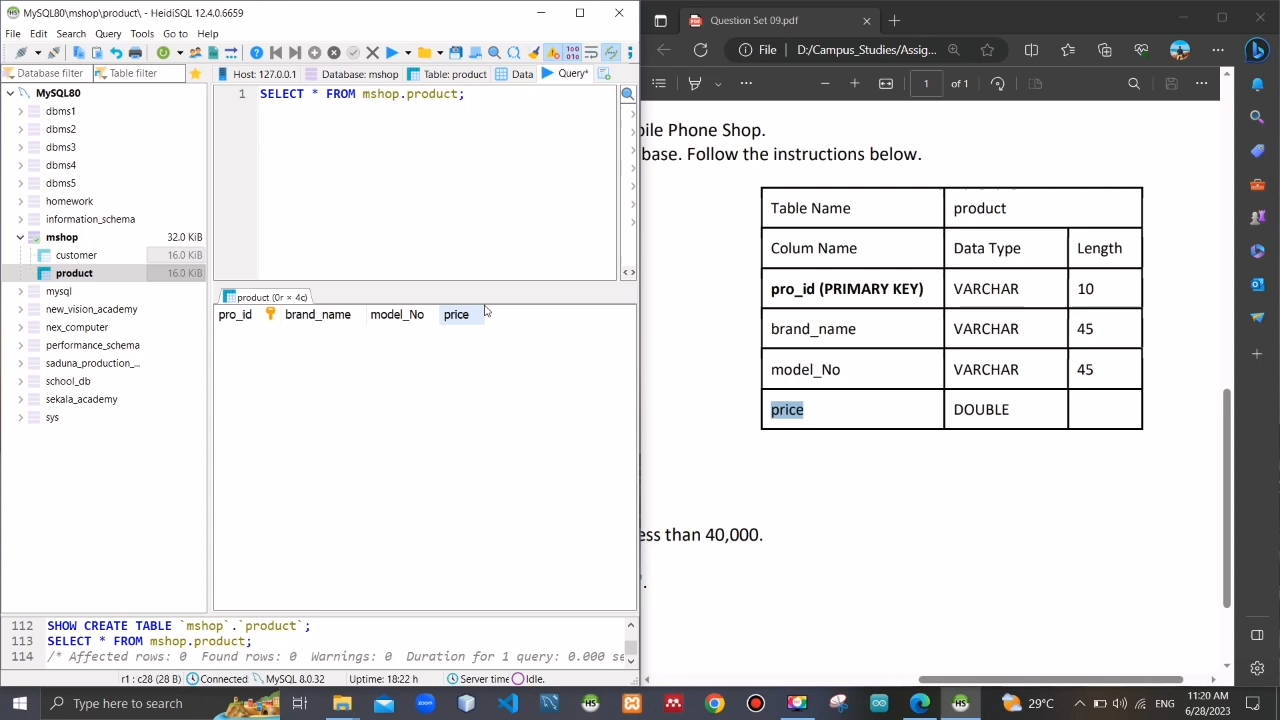 MySQL80\mshop\product\ - HeidiSQL 12.4.0.6659
File Edit Search Query Tools Go to Help
Database filter Table filter
Host: 127.0.0.1 Database: mshop Table: product Data Query*
MySQL80
dbms1
dbms2
dbms3
dbms4
dbms5
homework
information_schema
mshop 32.0 KiB
customer 16.0 KiB
product 16.0 KiB
mysql
new_vision_academy
nex_computer
performance_schema
saduna_production_...
school_db
sekala_academy
sys
1 SELECT * FROM mshop.product;
product (0r × 4c)
pro_id brand_name model_No price
112 SHOW CREATE TABLE `mshop`.`product`;
113 SELECT * FROM mshop.product;
114 /* Affected rows: 0 Found rows: 0 Warnings: 0 Duration for 1 query: 0.000 se
r1 : c28 (28 B) Connected MySQL 8.0.32 Uptime: 18:22 h Server time Idle.
Question Set 09.pdf
File D:/Campus_Studies/Assig...
1 of 1
bile Phone Shop.
base. Follow the instructions below.
Table Name product
Colum Name Data Type Length
pro_id (PRIMARY KEY) VARCHAR 10
brand_name VARCHAR 45
model_No VARCHAR 45
price DOUBLE
ess than 40,000.
Type here to search
zoom
29°C
ENG
11:20 AM
6/28/2023